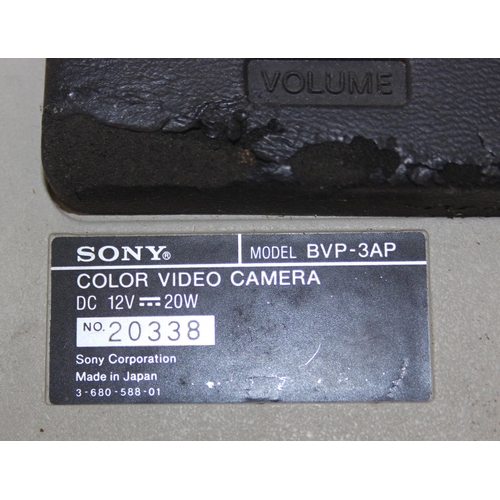 VOLUME
SONY® MODEL BVP-3AP
COLOR VIDEO CAMERA
DC 12V ⎓ 20W
NO. 20338
Sony Corporation
Made in Japan
3-680-588-01